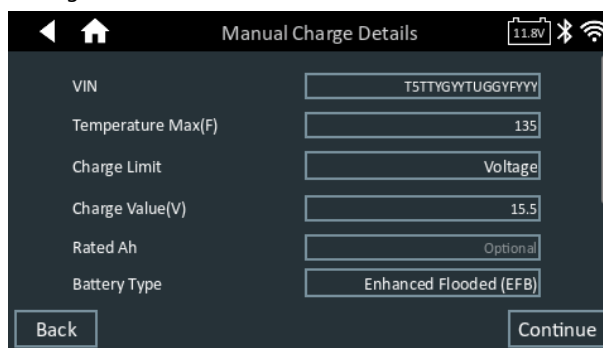 Manual Charge Details 11.8V
VIN T5TTYGYYTUGGYFYYY
Temperature Max(F) 135
Charge Limit Voltage
Charge Value(V) 15.5
Rated Ah Optional
Battery Type Enhanced Flooded (EFB)
Back Continue